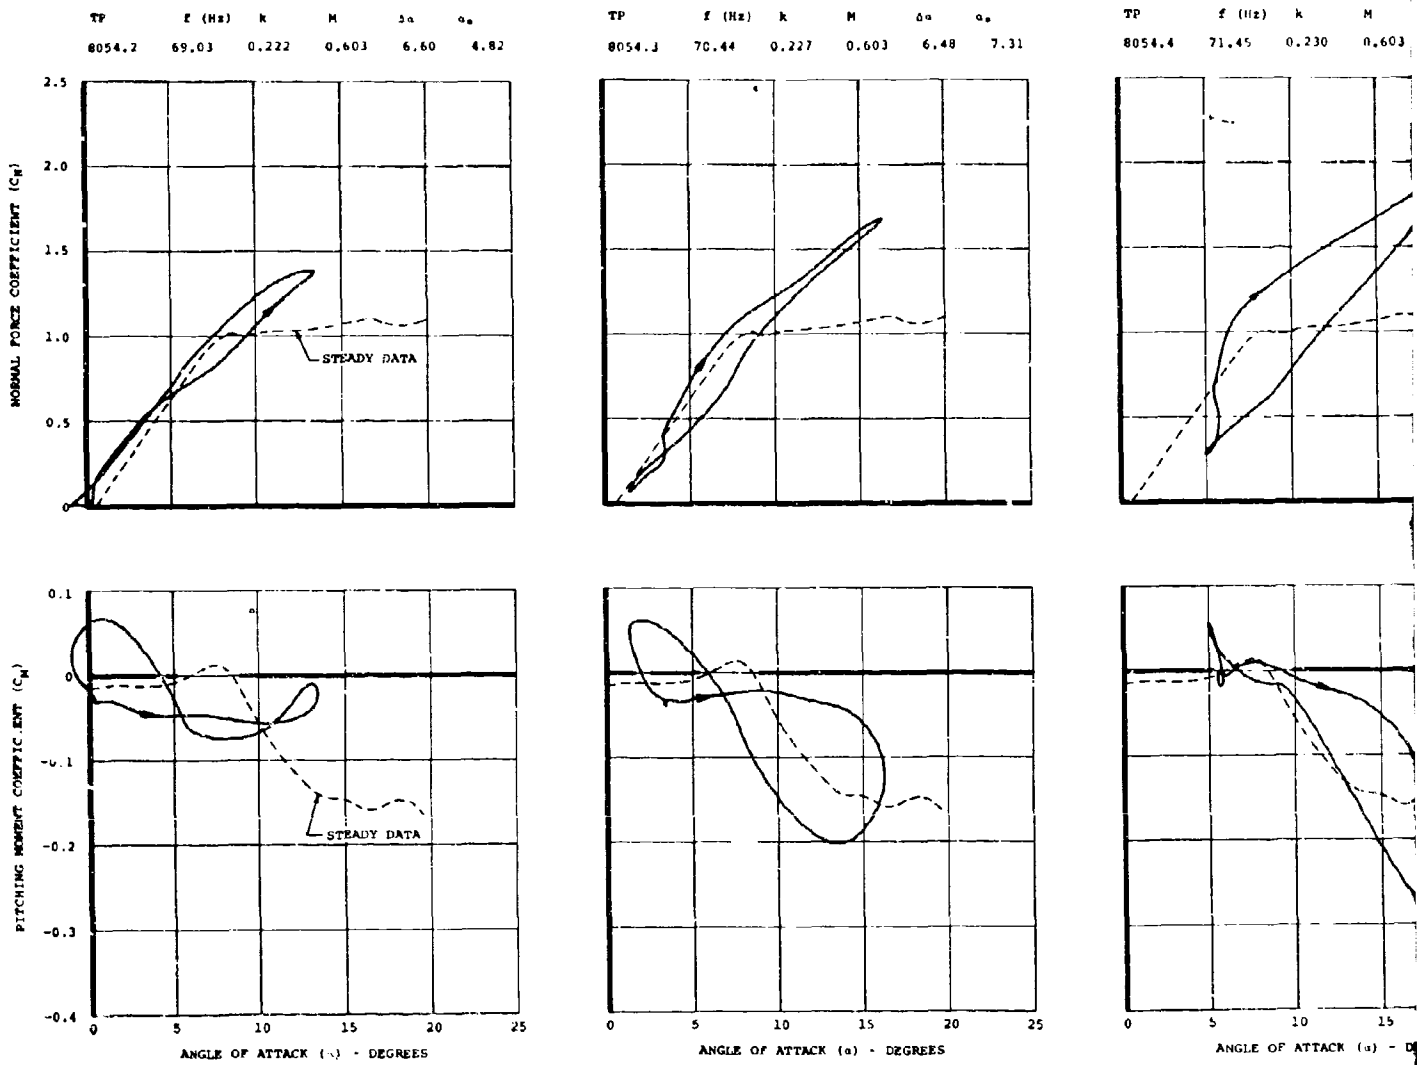 TP f (Hz) k M Δα α₀
8054.2 69.03 0.222 0.603 6.60 4.82
TP f (Hz) k M Δα α₀
8054.3 70.44 0.227 0.603 6.48 7.31
TP f (Hz) k M
8054.4 71.45 0.230 0.603
NORMAL FORCE COEFFICIENT (C_N)
2.5
2.0
1.5
1.0
0.5
0
STEADY DATA
PITCHING MOMENT COEFFIC.ENT (C_M
0.1
0
-0.1
-0.2
-0.3
-0.4
STEADY DATA
0 5 10 15 20 25
ANGLE OF ATTACK (α) - DEGREES
0 5 10 15 20 25
ANGLE OF ATTACK (α) - DEGREES
0 5 10 15
ANGLE OF ATTACK (α) - D